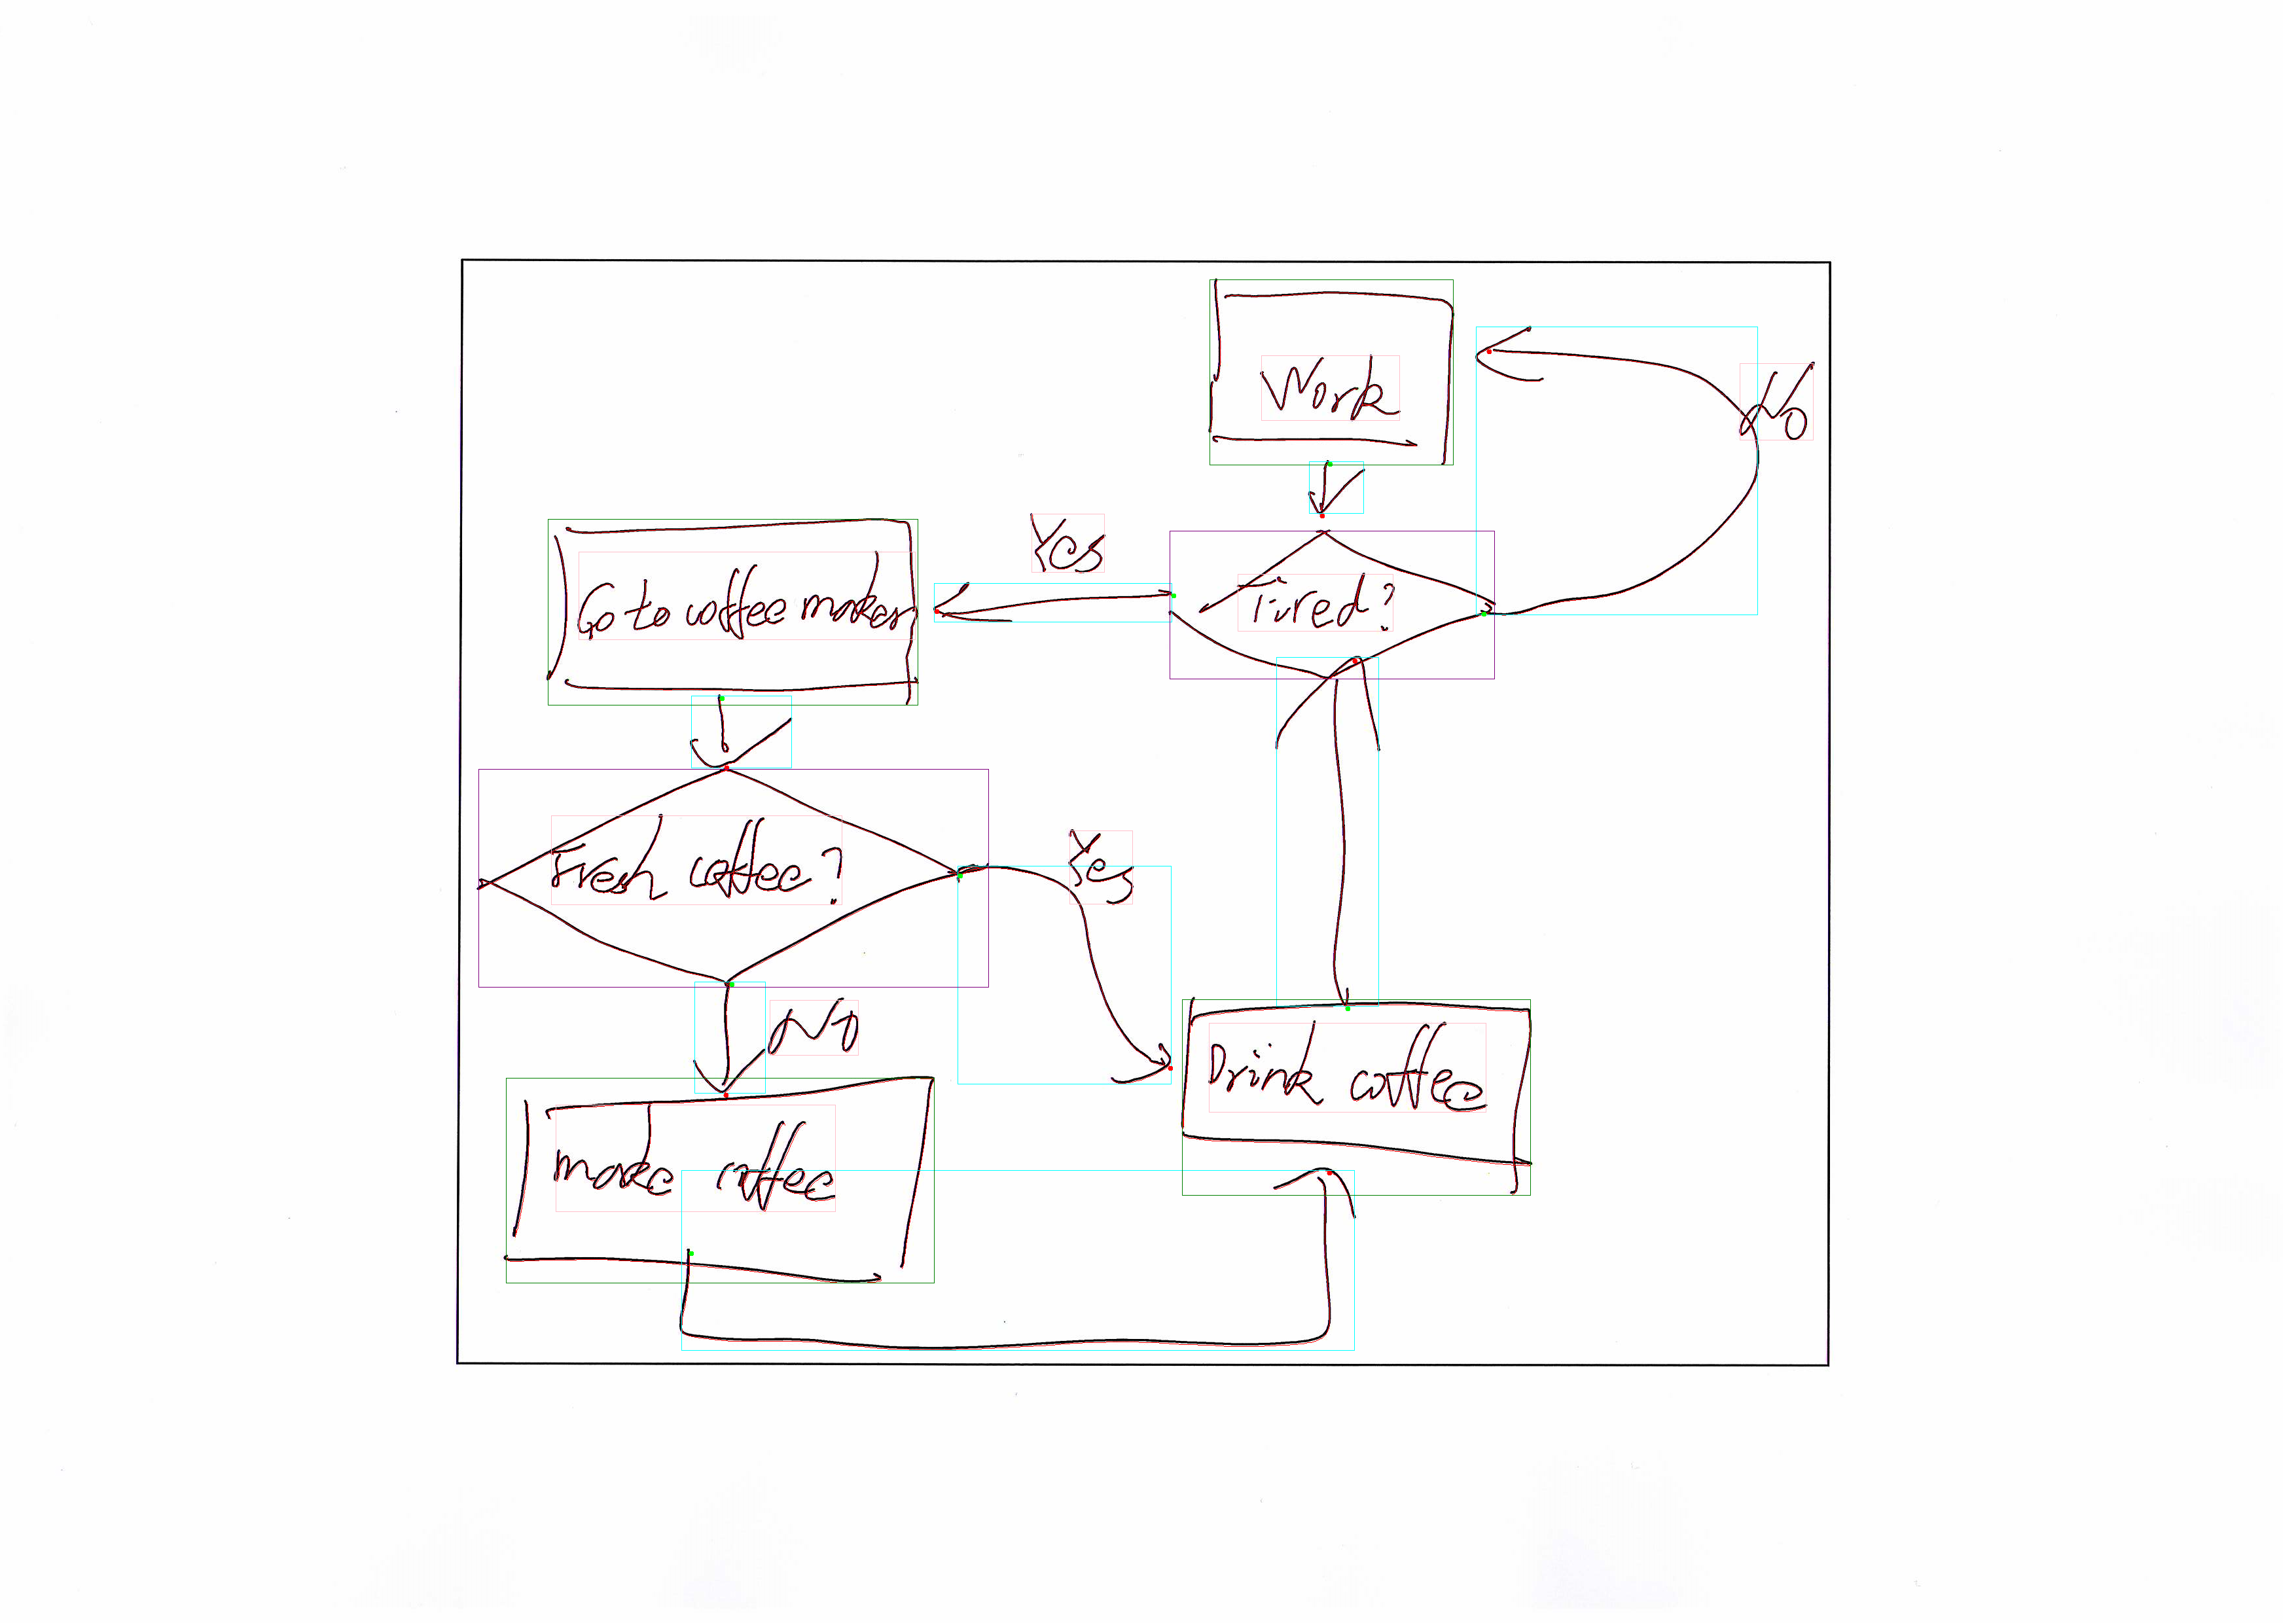 Work
No
Yes
Tired?
Go to coffee maker
Fresh coffee?
Yes
No
Drink coffee
make coffee